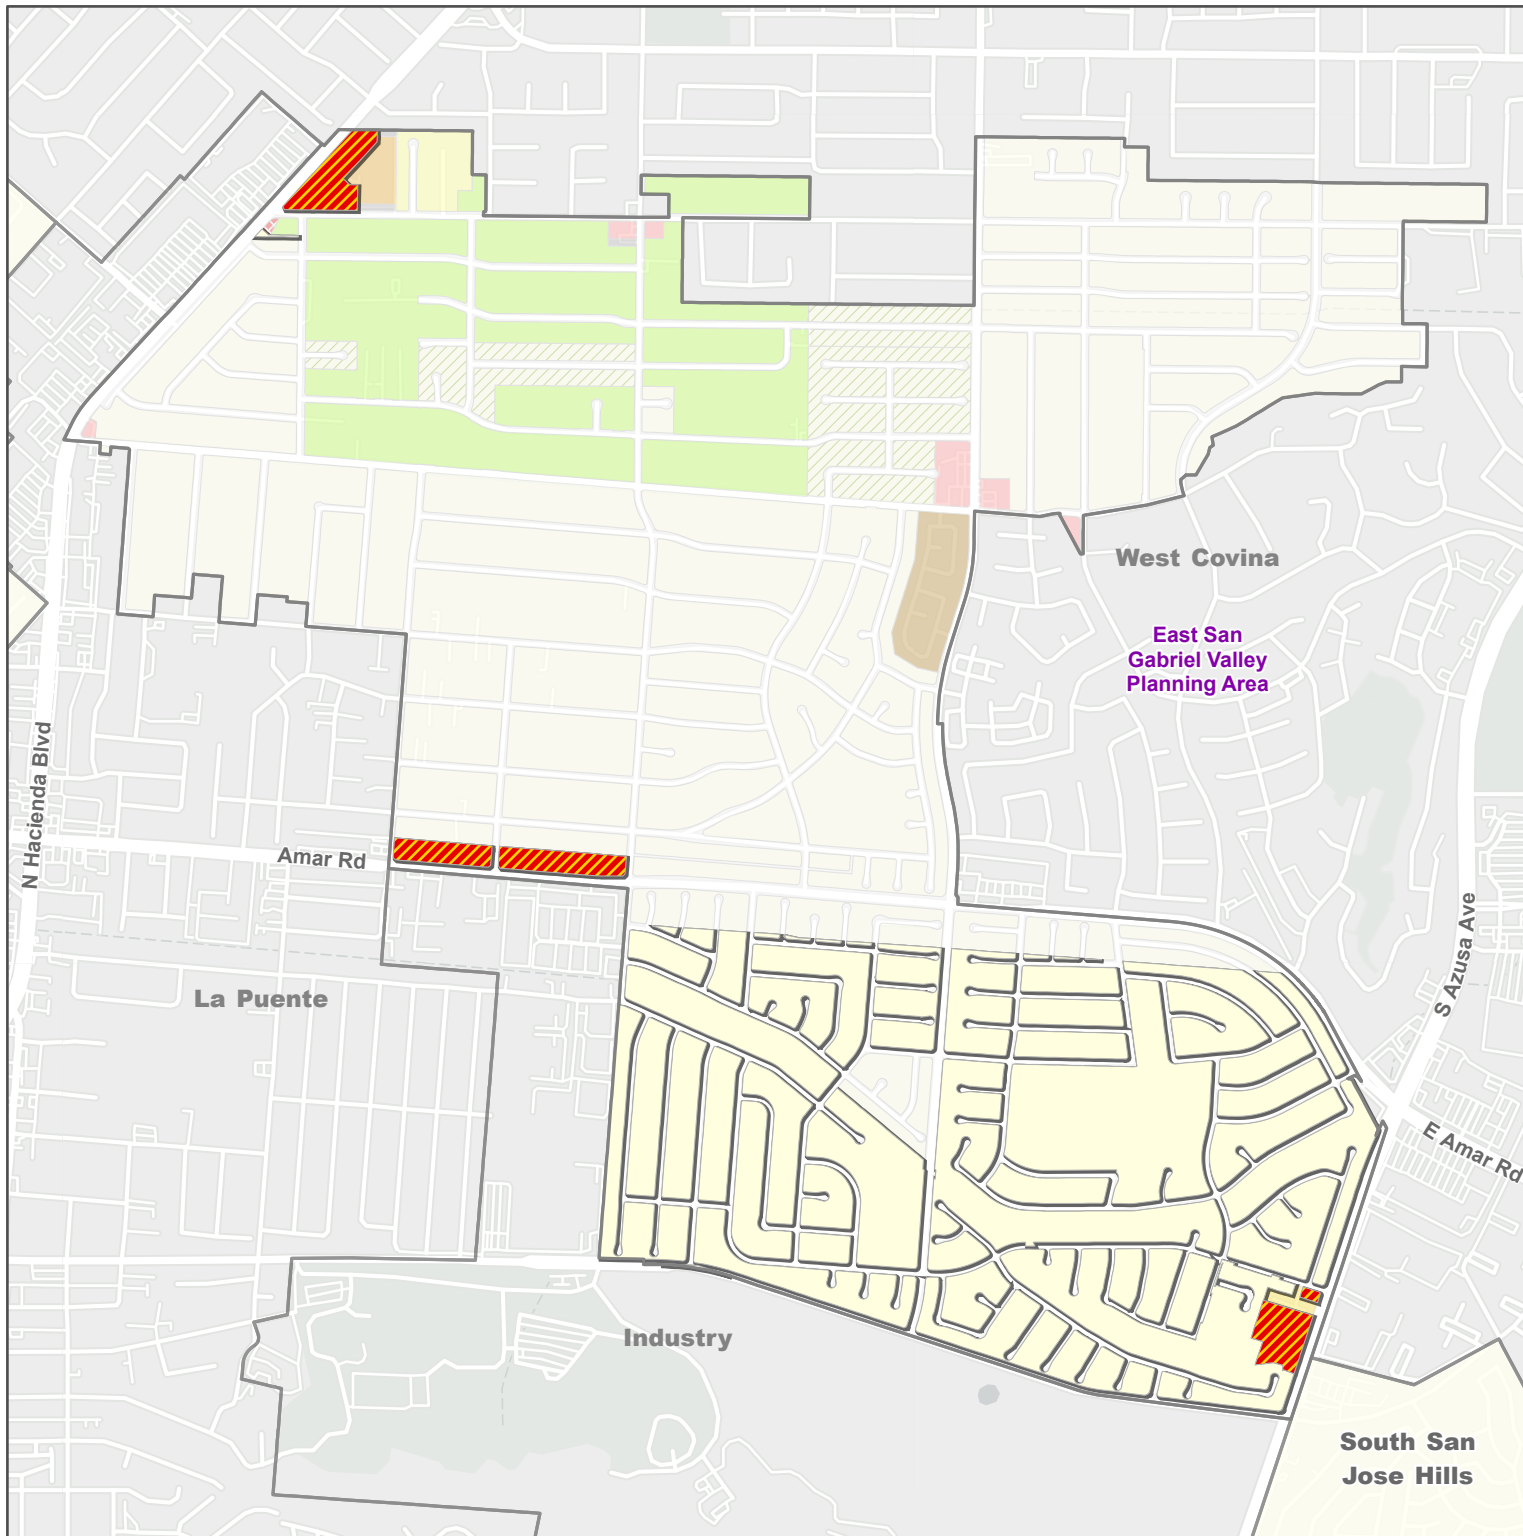 West Covina
East San
Gabriel Valley
Planning Area
N Hacienda Blvd
Amar Rd
S Azusa Ave
La Puente
E Amar Rd
Industry
South San
Jose Hills